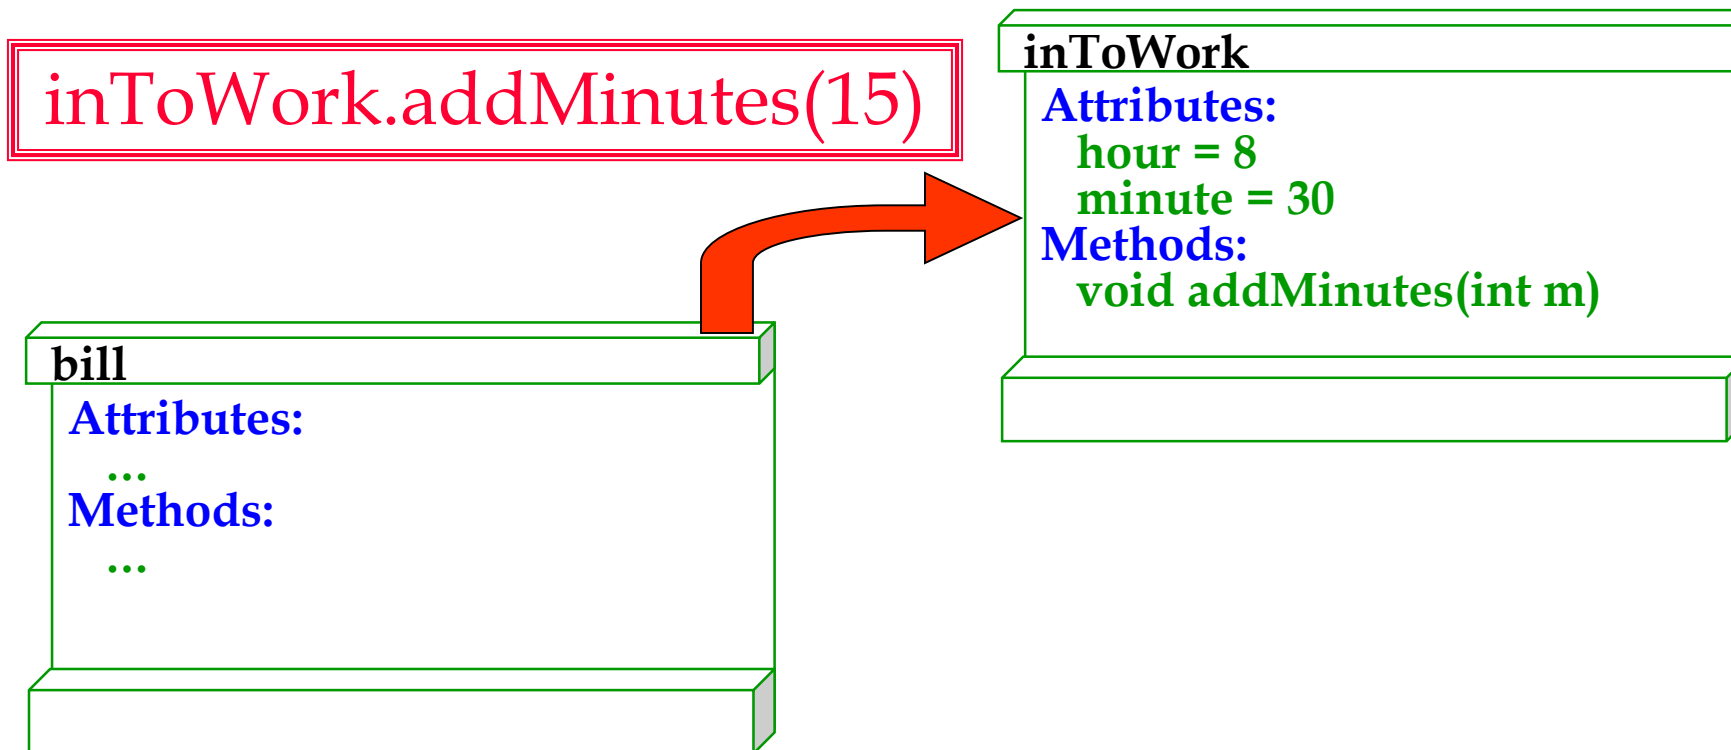 inToWork.addMinutes(15)
inToWork
Attributes:
hour = 8
minute = 30
Methods:
void addMinutes(int m)
bill
Attributes:
...
Methods:
...